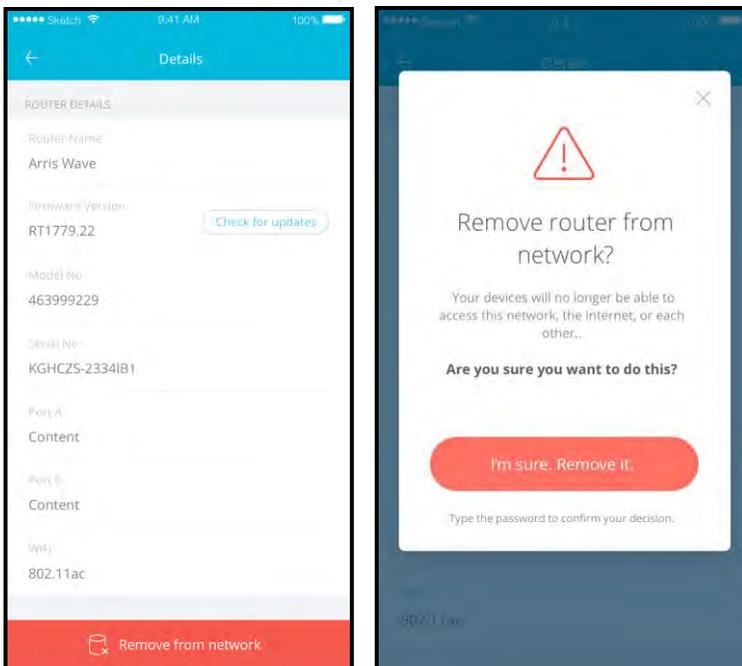 Sketch 9:41 AM 100%
Details
ROUTER DETAILS
Router Name
Arris Wave
Firmware Version
RT1779.22
Check for updates
Model No
463999229
Serial No
KGHCZS-2334IB1
Port A
Content
Port B
Content
WiFi
802.11ac
Remove from network
Details
Remove router from
network?
Your devices will no longer be able to
access this network, the internet, or each
other..
Are you sure you want to do this?
I'm sure. Remove it.
Type the password to confirm your decision.
802.11ac